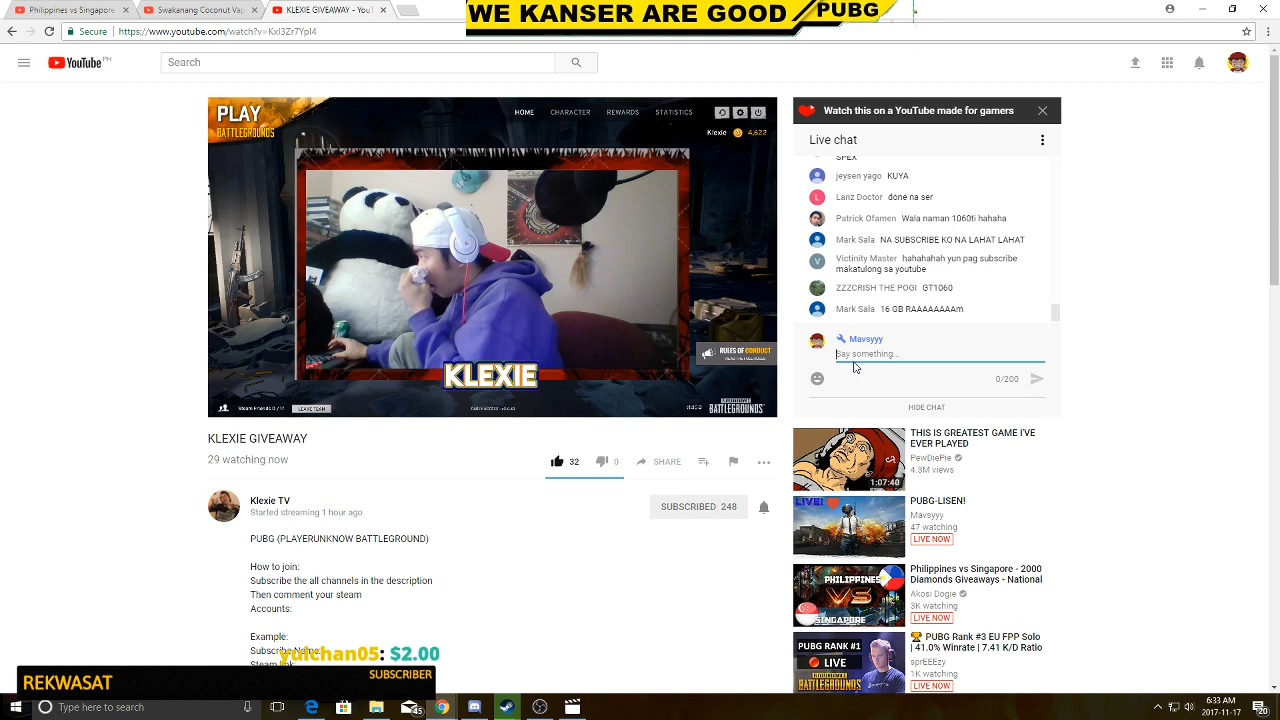 WE KANSER ARE GOOD
PUBG
Philippines vs Singapore
Swakanong Coconut Va
KLEXIE GIVEAWAY - You
Secure
https://www.youtube.com/watch?v=KxI3Zr7YpI4
YouTube PH
Search
PLAY
BATTLEGROUNDS
HOME
CHARACTER
REWARDS
STATISTICS
Klexie
4,622
RULES OF CONDUCT
KLEXIE
LEAVE TEAM
BATTLEGROUNDS
Watch this on a YouTube made for gamers
Live chat
SPEX
jeysen yago KUYA
L
Lanz Doctor done na ser
Patrick Ofamen Wala naman 1060ti hahaha
Mark Sala NA SUBSCRIBE KO NA LAHAT LAHAT
V
Victinity Master hahahahah yun pag subscribe
makatulong sa youtube
ZZZCRISH THE POGI GT1060
Mark Sala 16 GB RAAAAAAAAm
Mavsyyy
Say something...
0/200
HIDE CHAT
KLEXIE GIVEAWAY
29 watching now
32
0
SHARE
Klexie TV
Started streaming 1 hour ago
SUBSCRIBED 248
PUBG (PLAYERUNKNOW BATTLEGROUND)
How to join:
Subscribe the all channels in the description
Then comment your steam
Accounts:
Example:
yulchan05: $2.00
REKWASAT
SUBSCRIBER
THIS IS GREATEST GAME I'VE
EVER PLAYED
PewDiePie
4.3M views
1:07:40
LIVE!
PUBG-LISEN!
Mavsyyy
47 watching
LIVE NOW
PHILIPPINES
VS
SINGAPORE
Philippines vs Singapore - 2000
Diamonds Giveaways - National
Akosi Dogie
3K watching
LIVE NOW
PUBG RANK #1
LIVE
BATTLEGROUNDS
PUBG Rank #3 EU FPP Solo
| 41.0% Winrate | 7.41 K/D Ratio
sprEEEzy
1K watching
LIVE NOW
Type here to search
45
6:33 AM
2017-11-17
20